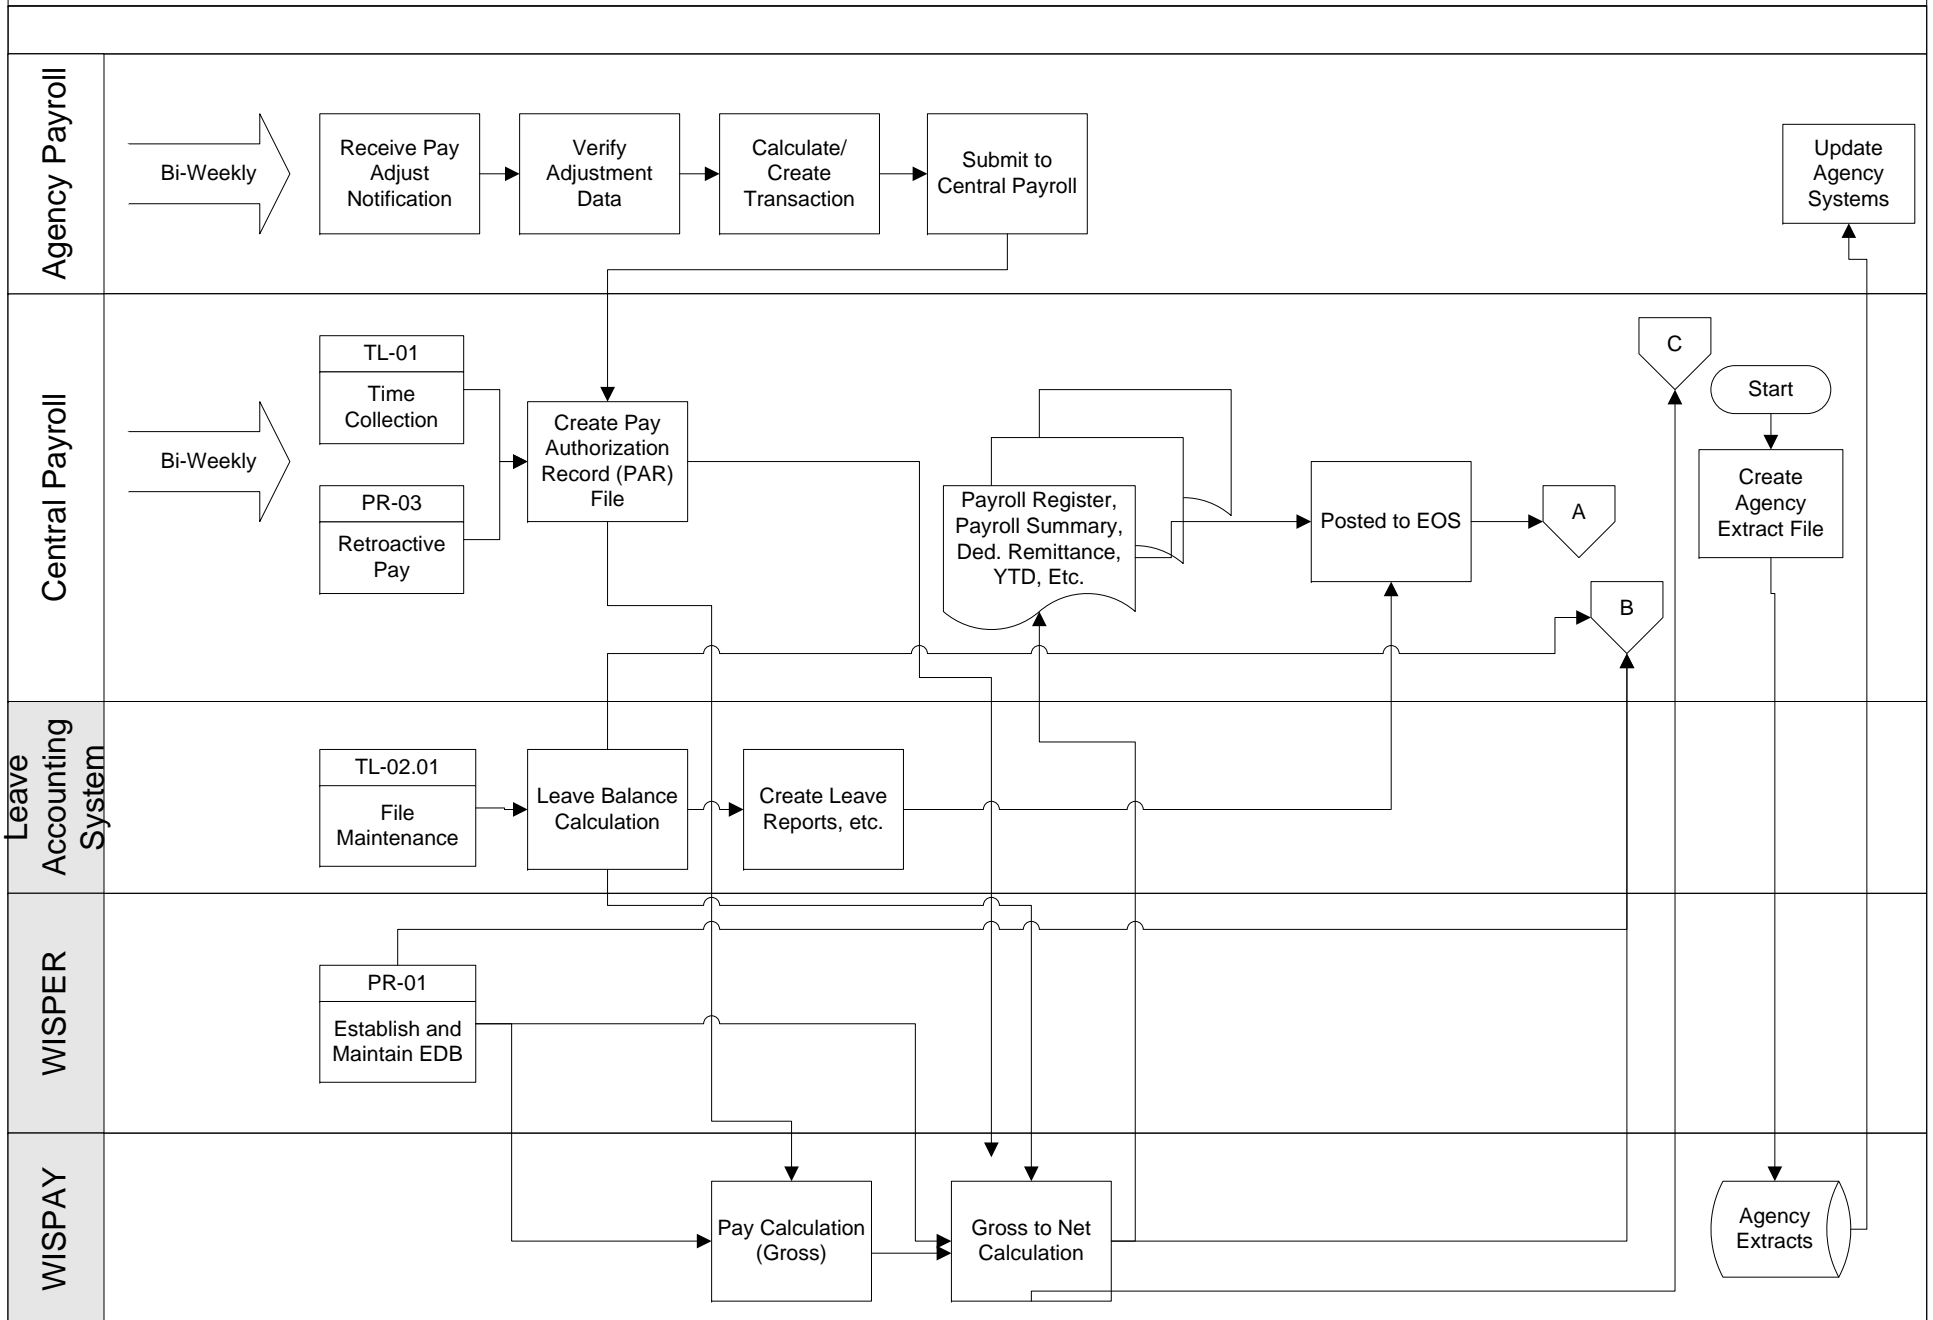 Agency Payroll
Bi-Weekly
Receive Pay
Adjust
Notification
Verify
Adjustment
Data
Calculate/
Create
Transaction
Submit to
Central Payroll
Update
Agency
Systems
Central Payroll
Bi-Weekly
TL-01
Time
Collection
PR-03
Retroactive
Pay
Create Pay
Authorization
Record (PAR)
File
Payroll Register,
Payroll Summary,
Ded. Remittance,
YTD, Etc.
Posted to EOS
A
B
C
Start
Create
Agency
Extract File
Leave
Accounting
System
TL-02.01
File
Maintenance
Leave Balance
Calculation
Create Leave
Reports, etc.
WISPER
PR-01
Establish and
Maintain EDB
WISPAY
Pay Calculation
(Gross)
Gross to Net
Calculation
Agency
Extracts